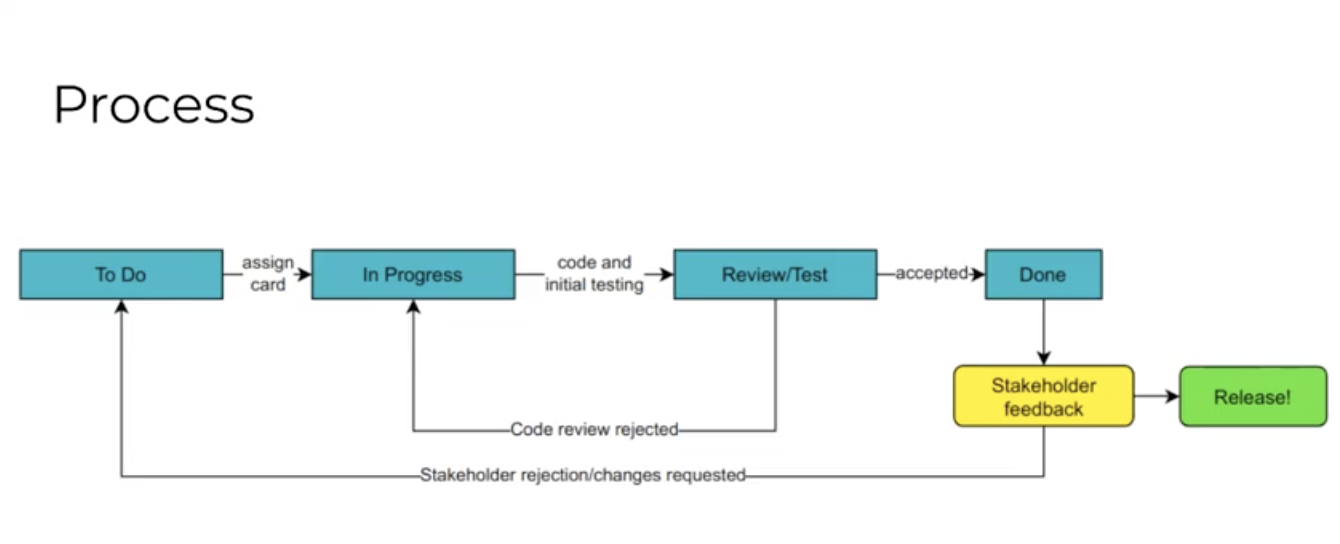 Process
To Do
assign
card
In Progress
code and
initial testing
Review/Test
accepted
Done
Stakeholder
feedback
Release!
Code review rejected
Stakeholder rejection/changes requested